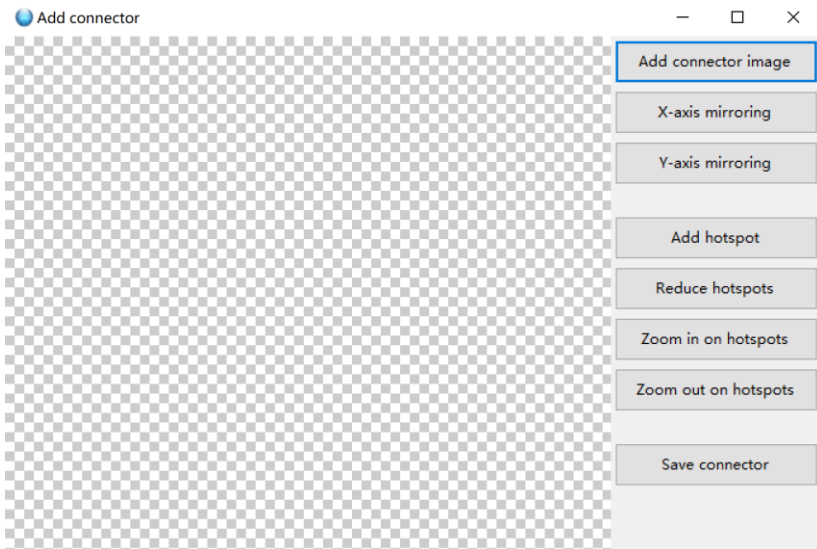 Add connector
Add connector image
X-axis mirroring
Y-axis mirroring
Add hotspot
Reduce hotspots
Zoom in on hotspots
Zoom out on hotspots
Save connector